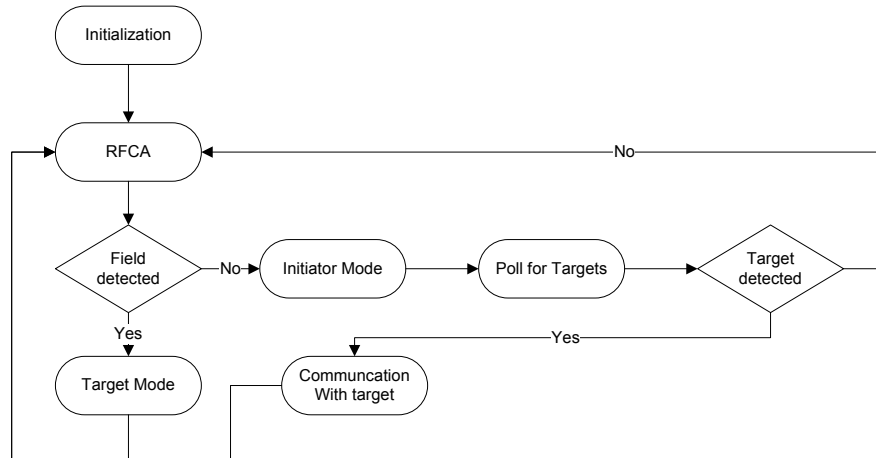 Initialization
RFCA
No
Field
detected
No
Initiator Mode
Poll for Targets
Target
detected
Yes
Yes
Target Mode
Communcation
With target